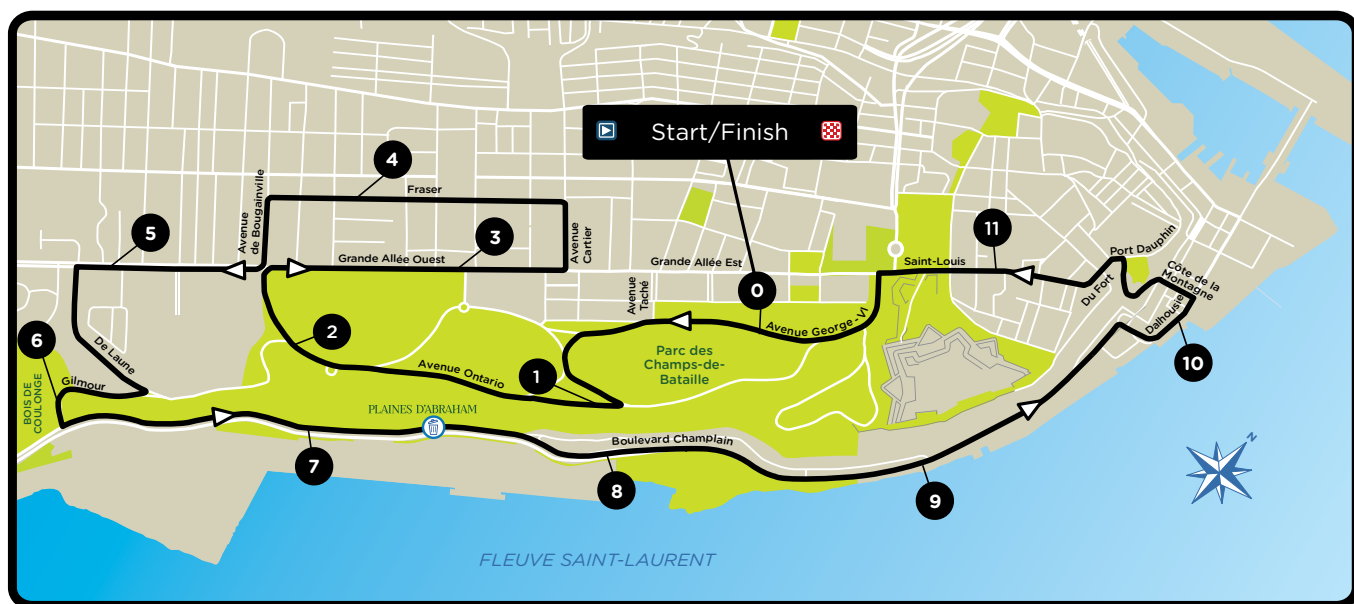 Start/Finish
4
Fraser
Avenue
de Bougainville
5
3
Avenue
Cartier
Grande Allée Ouest
Grande Allée Est
Saint-Louis
11
Port Dauphin
Côte de la
Montagne
Du Fort
Dalhousie
10
0
Avenue
Taché
Avenue George-VI
6
2
De Laune
Parc des
Champs-de-
Bataille
Gilmour
Avenue Ontario
1
BOIS DE
COULONGE
PLAINES D'ABRAHAM
7
Boulevard Champlain
8
9
N
FLEUVE SAINT-LAURENT